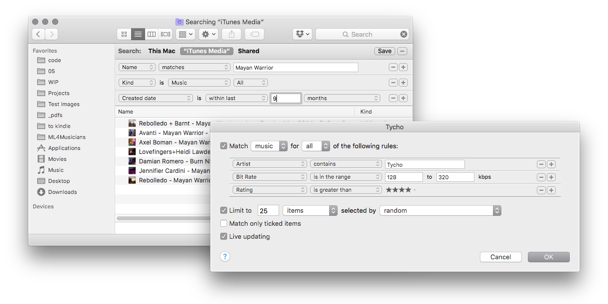 Searching "iTunes Media"
Search
Favorites
code
05
WIP
Projects
Test images
_pdfs
to kindle
ML4Musicians
Applications
Movies
Music
Desktop
Downloads
Devices
Search: This Mac "iTunes Media" Shared Save
Name matches Mayan Warrior
Kind is Music All
Created date is within last 9 months
Name Kind
Rebolledo + Barnt - Mayan
Avanti - Mayan Warrior -
Axel Boman - Mayan Warrior -
Lovefingers+Heidi Lawde
Damian Romero - Burn Ni
Jennifer Cardini - Mayan
Rebolledo - Mayan Warrior -
Tycho
Match music for all of the following rules:
Artist contains Tycho
Bit Rate is in the range 128 to 320 kbps
Rating is greater than ★★★★ ·
Limit to 25 items selected by random
Match only ticked items
Live updating
? Cancel OK